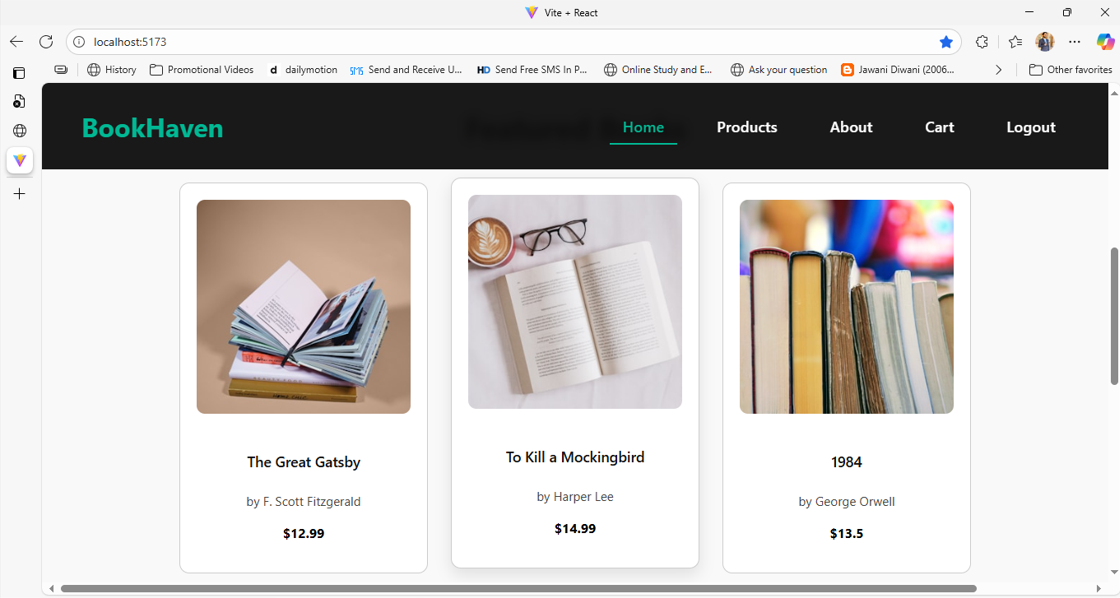 Vite + React
localhost:5173
History Promotional Videos d dailymotion SMS Send and Receive U... HD Send Free SMS In P... Online Study and E... Ask your question Jawani Diwani (2006... Other favorites
BookHaven Home Products About Cart Logout
The Great Gatsby
by F. Scott Fitzgerald
$12.99
To Kill a Mockingbird
by Harper Lee
$14.99
1984
by George Orwell
$13.5